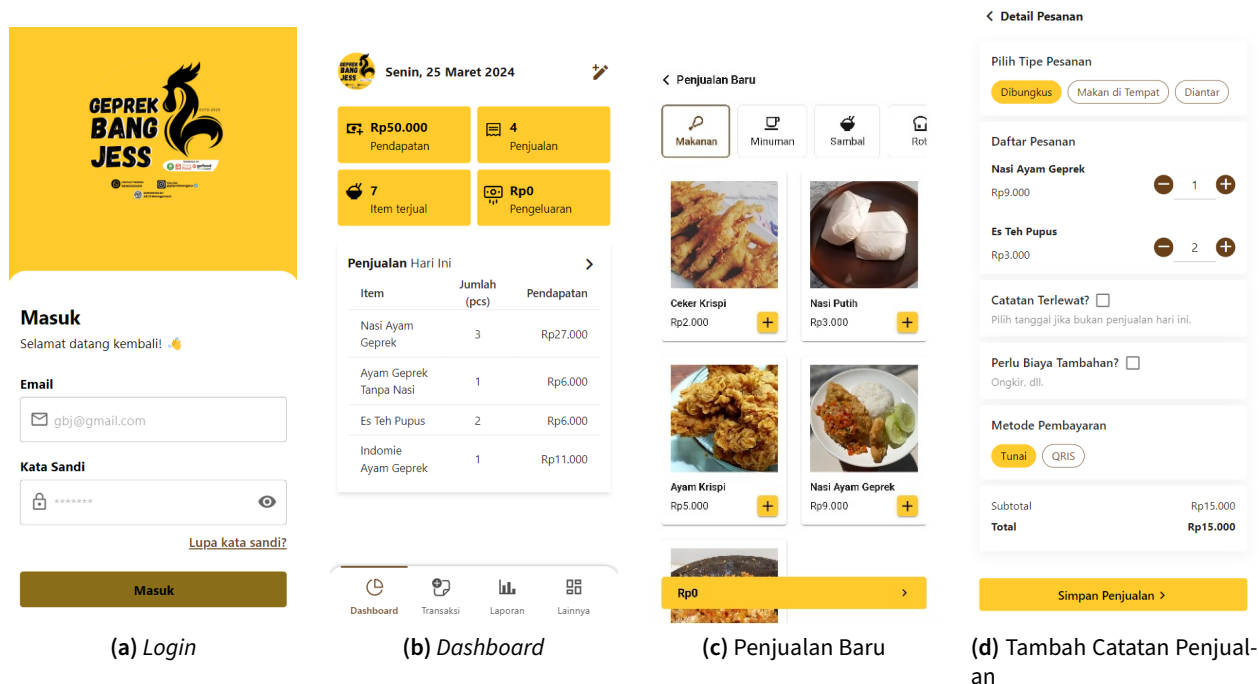 GEPREK
BANG
JESS
Masuk
Selamat datang kembali!
Email
gbj@gmail.com
Kata Sandi
*******
Lupa kata sandi?
Masuk
(a) Login
GEPREK
BANG
JESS
Senin, 25 Maret 2024
Rp50.000
Pendapatan
4
Penjualan
7
Item terjual
Rp0
Pengeluaran
Penjualan Hari Ini
Item Jumlah (pcs) Pendapatan
Nasi Ayam Geprek 3 Rp27.000
Ayam Geprek Tanpa Nasi 1 Rp6.000
Es Teh Pupus 2 Rp6.000
Indomie Ayam Geprek 1 Rp11.000
Dashboard Transaksi Laporan Lainnya
(b) Dashboard
Penjualan Baru
Makanan Minuman Sambal Rot
Ceker Krispi
Rp2.000
Nasi Putih
Rp3.000
Ayam Krispi
Rp5.000
Nasi Ayam Geprek
Rp9.000
Rp0
(c) Penjualan Baru
Detail Pesanan
Pilih Tipe Pesanan
Dibungkus Makan di Tempat Diantar
Daftar Pesanan
Nasi Ayam Geprek
Rp9.000
1
Es Teh Pupus
Rp3.000
2
Catatan Terlewat?
Pilih tanggal jika bukan penjualan hari ini.
Perlu Biaya Tambahan?
Ongkir, dll.
Metode Pembayaran
Tunai QRIS
Subtotal Rp15.000
Total Rp15.000
Simpan Penjualan >
(d) Tambah Catatan Penjual-
an